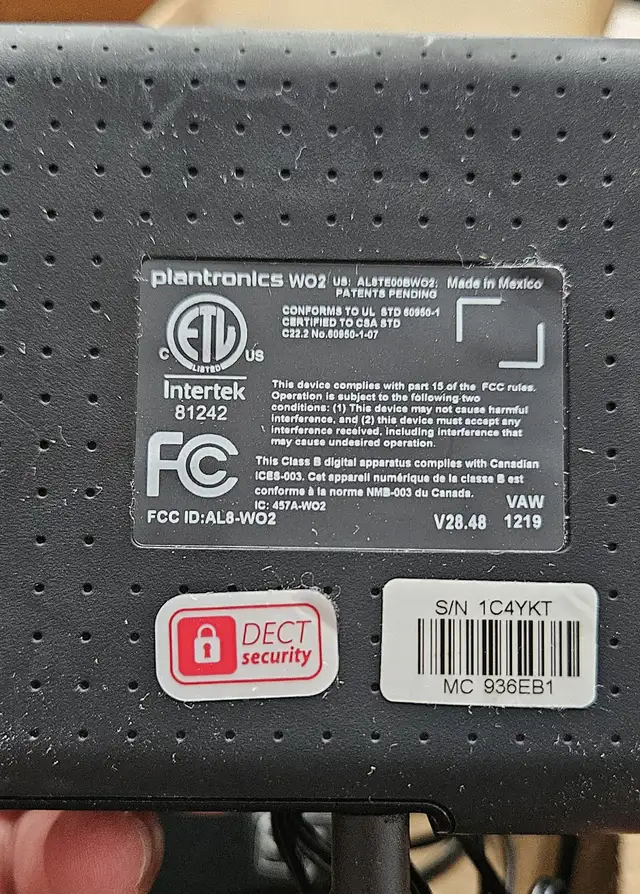 plantronics WO2 US: AL8TE00BWO2. Made in Mexico
PATENTS PENDING
CONFORMS TO UL STD 60950-1
CERTIFIED TO CSA STD
C22.2 No.60950-1-07
ETL
LISTED
C US
Intertek
81242
This device complies with part 15 of the FCC rules.
Operation is subject to the following two
conditions: (1) This device may not cause harmful
interference, and (2) this device must accept any
interference received, including interference that
may cause undesired operation.
FC
This Class B digital apparatus complies with Canadian
ICES-003. Cet apparu numérique de la classe B est
conforme à la norme NMB-003 du Canada.
IC: 457A-WO2
FCC ID:AL8-WO2
V28.48
VAW
1219
DECT
security
S/N 1C4YKT
MC 936EB1